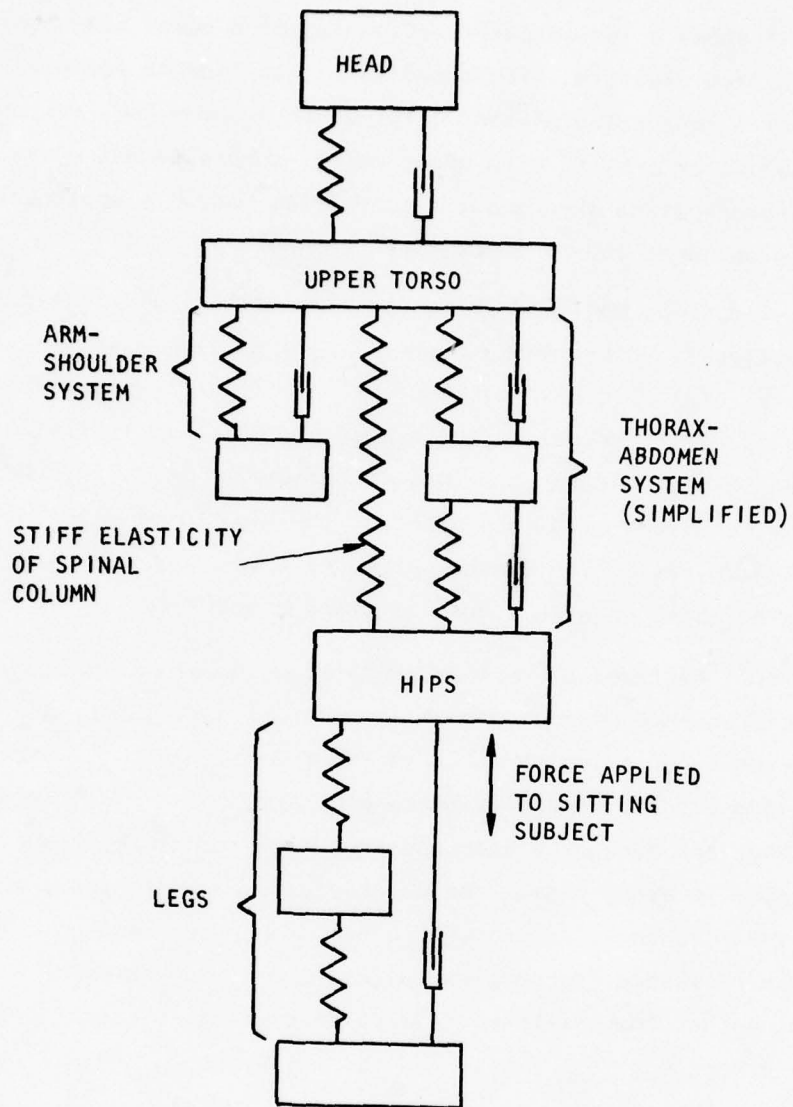 HEAD
UPPER TORSO
ARM-
SHOULDER
SYSTEM
THORAX-
ABDOMEN
SYSTEM
(SIMPLIFIED)
STIFF ELASTICITY
OF SPINAL
COLUMN
HIPS
FORCE APPLIED
TO SITTING
SUBJECT
LEGS